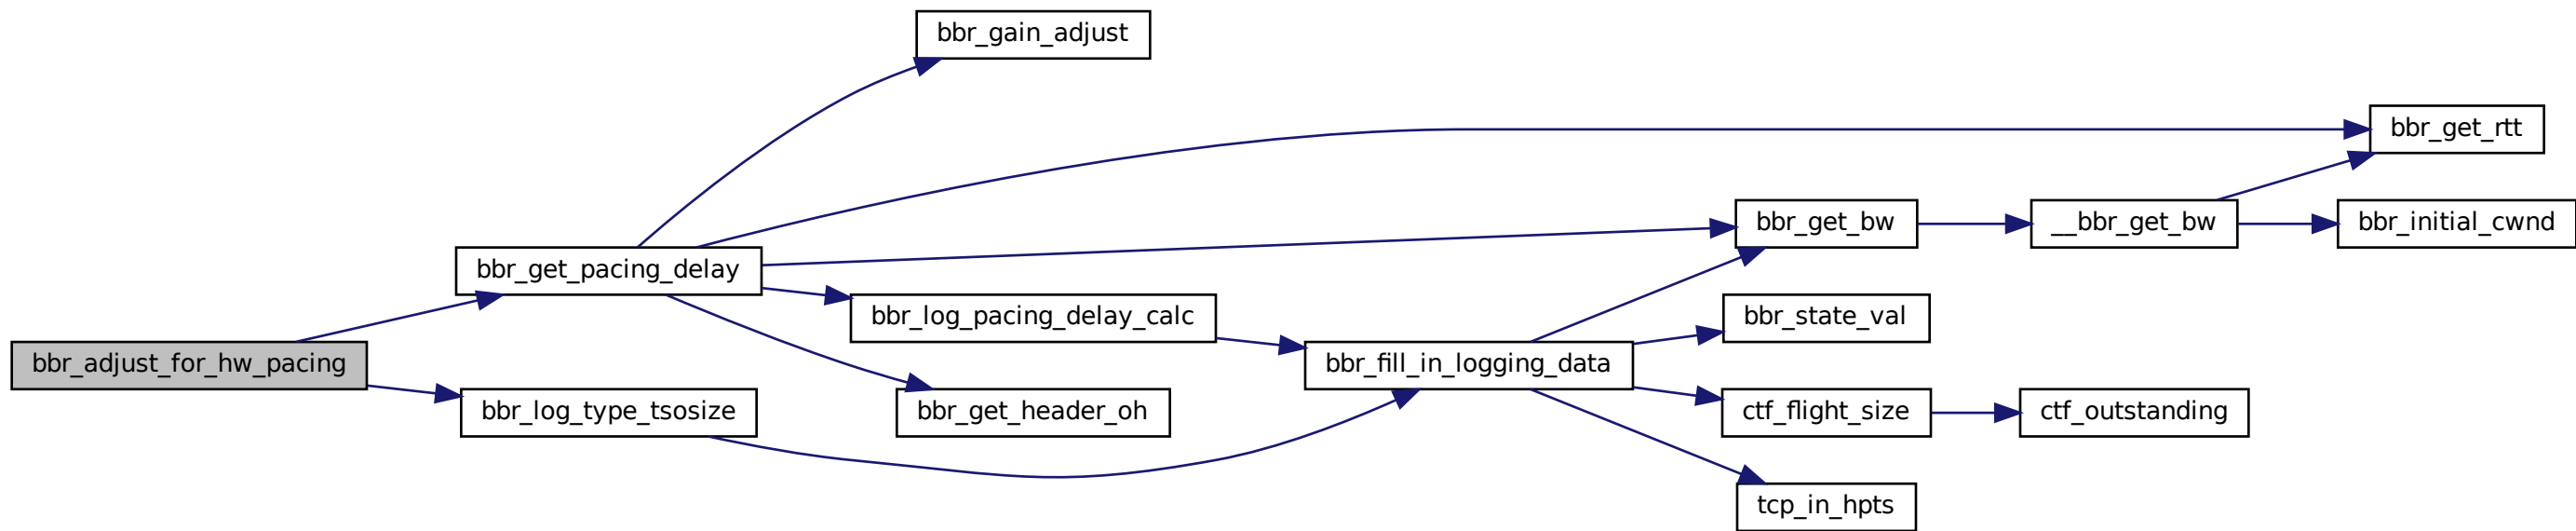 bbr_gain_adjust
bbr_get_rtt
bbr_get_bw
__bbr_get_bw
bbr_initial_cwnd
bbr_get_pacing_delay
bbr_log_pacing_delay_calc
bbr_state_val
bbr_adjust_for_hw_pacing
bbr_fill_in_logging_data
bbr_log_type_tsosize
bbr_get_header_oh
ctf_flight_size
ctf_outstanding
tcp_in_hpts